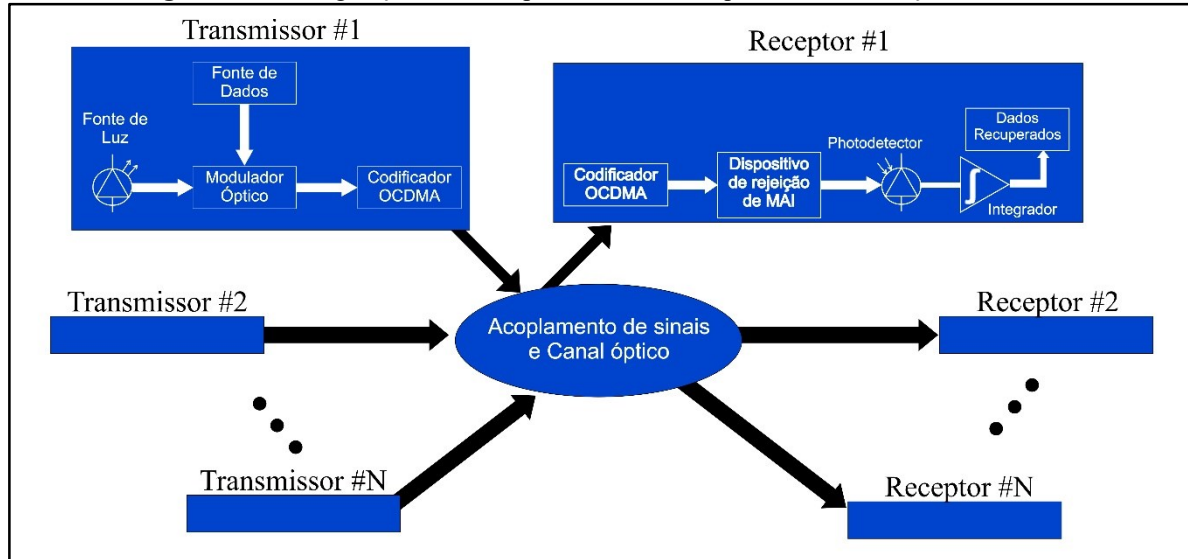 Transmissor #1
Fonte de
Dados
Fonte de
Luz
Modulador
Óptico
Codificador
OCDMA
Receptor #1
Dados
Recuperados
Photodetector
Codificador
OCDMA
Dispositivo
de rejeição
de MAI
Integrador
Transmissor #2
Acoplamento de sinais
e Canal óptico
Receptor #2
Transmissor #N
Receptor #N